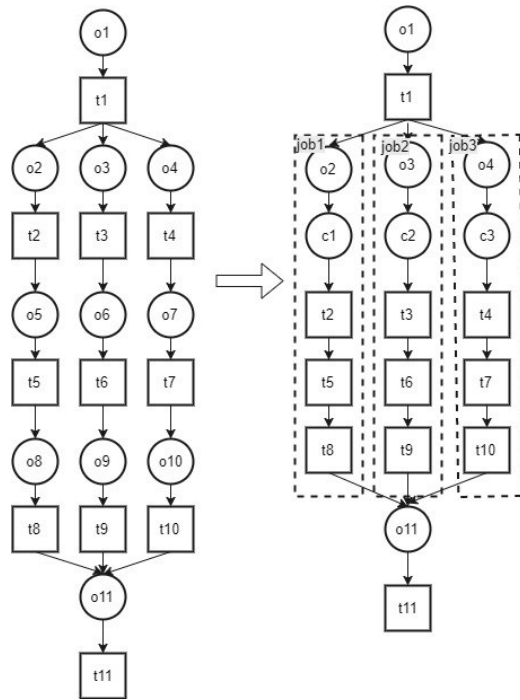 o1
t1
o2 o3 o4
t2 t3 t4
o5 o6 o7
t5 t6 t7
o8 o9 o10
t8 t9 t10
o11
t11
o1
t1
job1 job2 job3
o2 o3 o4
c1 c2 c3
t2 t3 t4
t5 t6 t7
t8 t9 t10
o11
t11